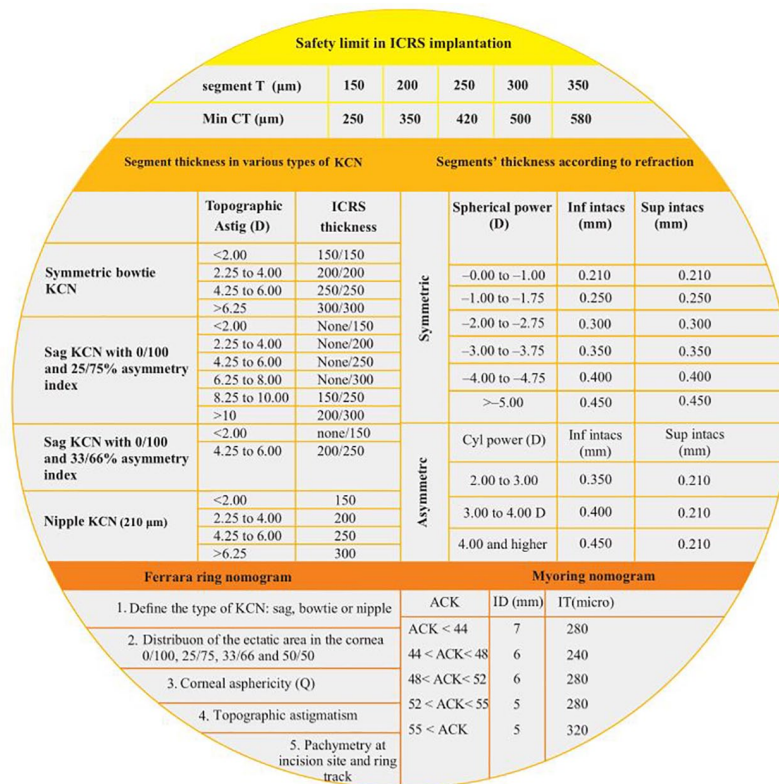 Safety limit in ICRS implantation
segment T (μm) 150 200 250 300 350
Min CT (μm) 250 350 420 500 580
Segment thickness in various types of KCN
Topographic Astig (D) ICRS thickness
Symmetric bowtie KCN
<2.00 150/150
2.25 to 4.00 200/200
4.25 to 6.00 250/250
>6.25 300/300
Sag KCN with 0/100 and 25/75% asymmetry index
<2.00 None/150
2.25 to 4.00 None/200
4.25 to 6.00 None/250
6.25 to 8.00 None/300
8.25 to 10.00 150/250
>10 200/300
Sag KCN with 0/100 and 33/66% asymmetry index
<2.00 none/150
4.25 to 6.00 200/250
Nipple KCN (210 μm)
<2.00 150
2.25 to 4.00 200
4.25 to 6.00 250
>6.25 300
Segments' thickness according to refraction
Symmetric
Spherical power (D) Inf intacs (mm) Sup intacs (mm)
–0.00 to –1.00 0.210 0.210
–1.00 to –1.75 0.250 0.250
–2.00 to –2.75 0.300 0.300
–3.00 to –3.75 0.350 0.350
–4.00 to –4.75 0.400 0.400
>–5.00 0.450 0.450
Asymmetrc
Cyl power (D) Inf intacs (mm) Sup intacs (mm)
2.00 to 3.00 0.350 0.210
3.00 to 4.00 D 0.400 0.210
4.00 and higher 0.450 0.210
Ferrara ring nomogram
1. Define the type of KCN: sag, bowtie or nipple
2. Distribuon of the ectatic area in the cornea
0/100, 25/75, 33/66 and 50/50
3. Corneal asphericity (Q)
4. Topographic astigmatism
5. Pachymetry at
incision site and ring
track
Myoring nomogram
ACK ID (mm) IT(micro)
ACK < 44 7 280
44 < ACK< 48 6 240
48< ACK< 52 6 280
52 < ACK< 55 5 280
55 < ACK 5 320